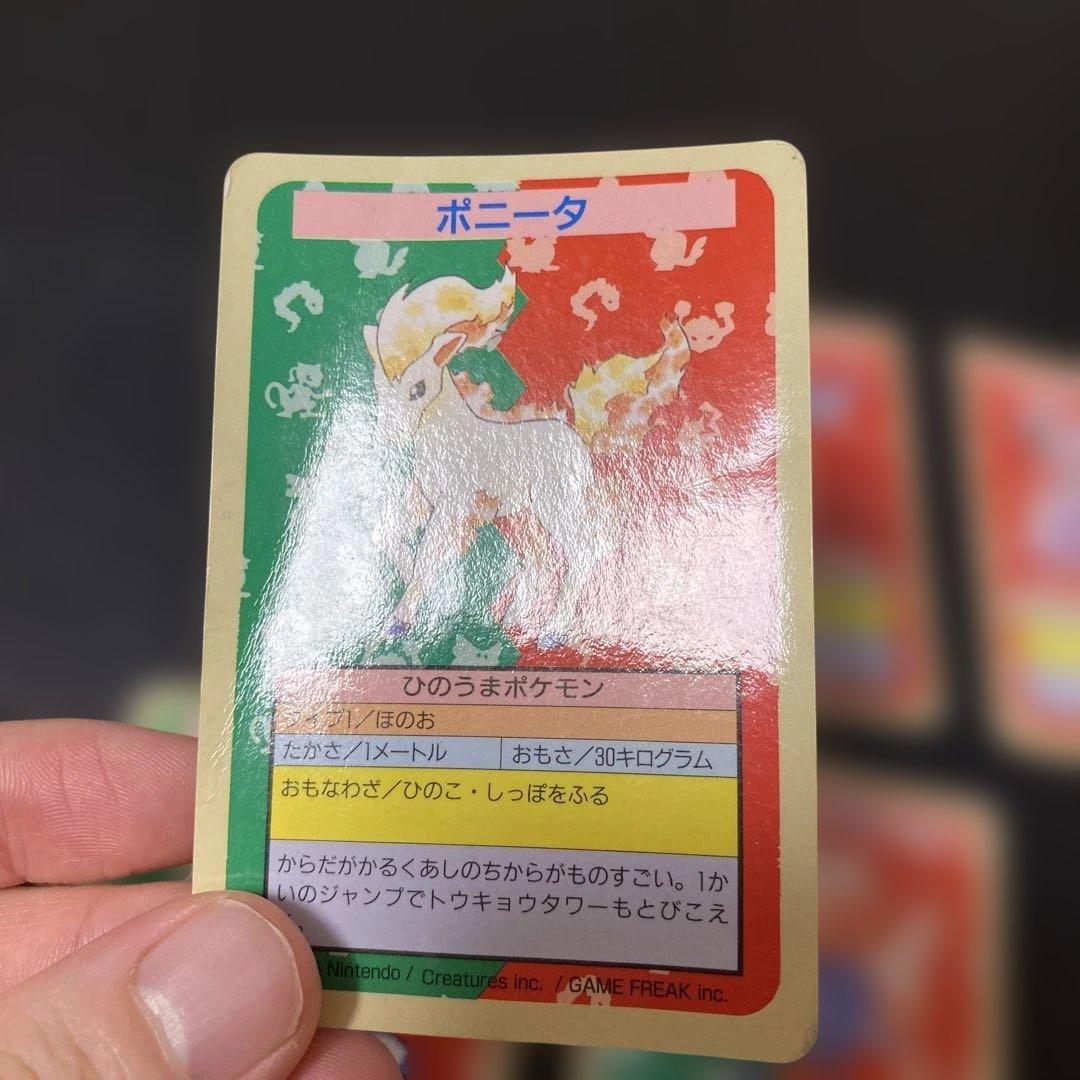 ポニータ
ひのうまポケモン
タイプ1／ほのお
たかさ／1メートル
おもさ／30キログラム
おもなわざ／ひのこ・しっぽをふる
からだがかるくあしのちからがものすごい。1か
いのジャンプでトウキョウタワーもとびこえ
Nintendo / Creatures inc. / GAME FREAK inc.